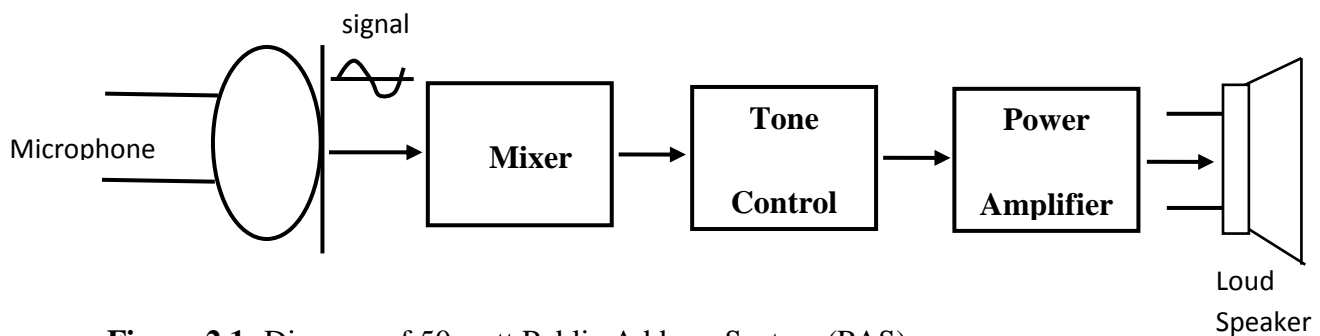 signal
Microphone
Mixer
Tone
Control
Power
Amplifier
Loud
Speaker
Figure 2.1: Diagram of 50 watt Public Address System (PAS)